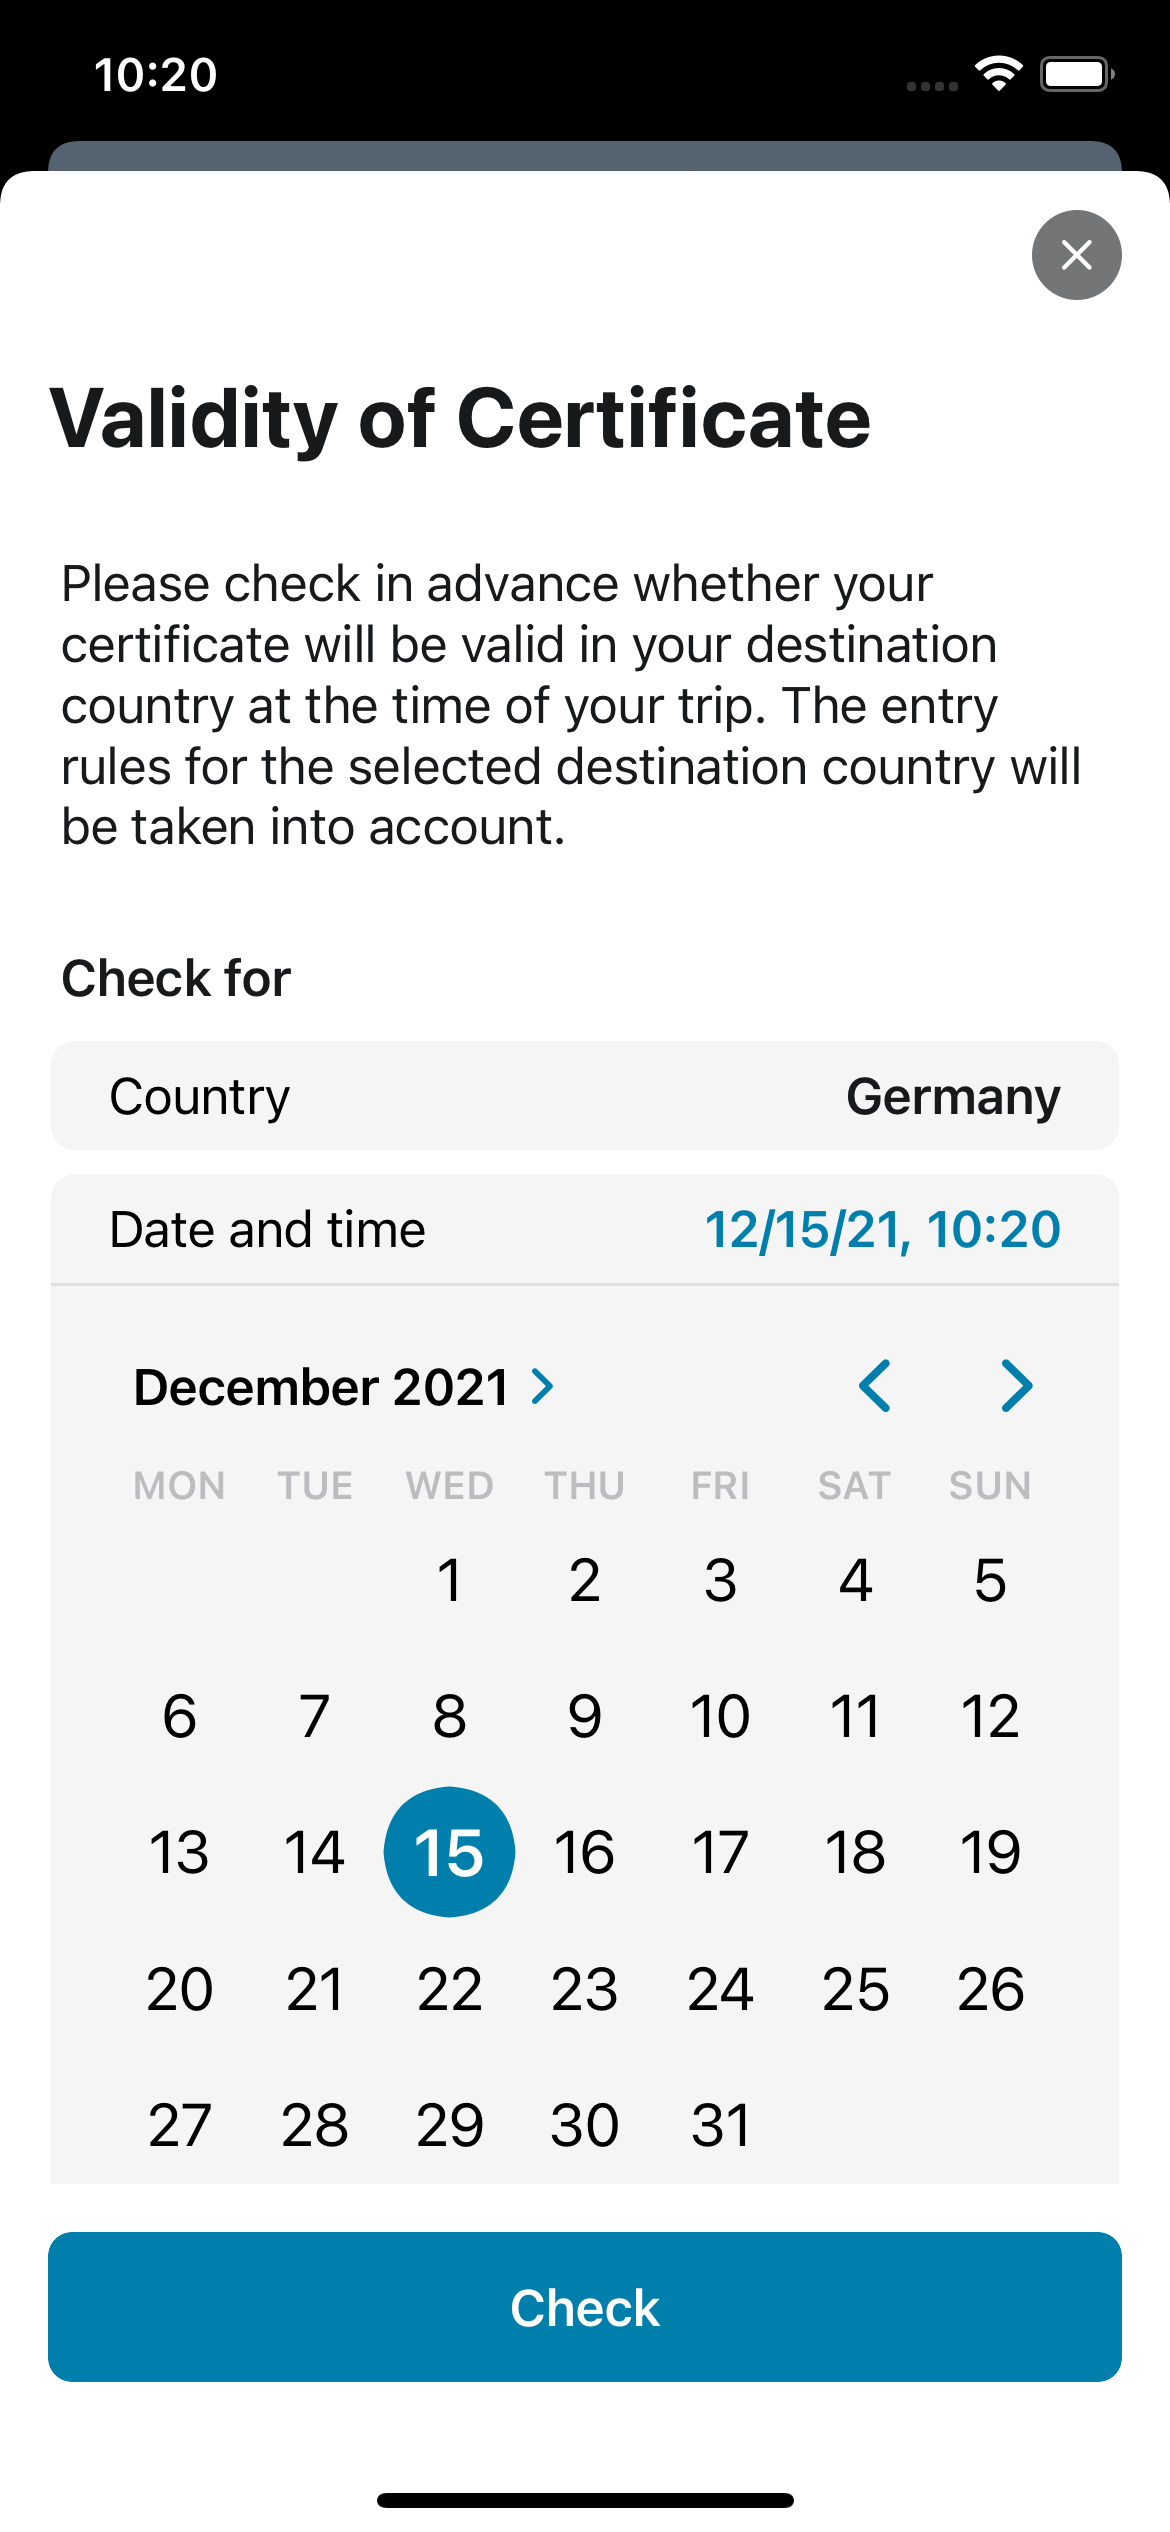 10:20
Validity of Certificate
Please check in advance whether your
certificate will be valid in your destination
country at the time of your trip. The entry
rules for the selected destination country will
be taken into account.
Check for
Country Germany
Date and time 12/15/21, 10:20
December 2021
MON TUE WED THU FRI SAT SUN
1 2 3 4 5
6 7 8 9 10 11 12
13 14 15 16 17 18 19
20 21 22 23 24 25 26
27 28 29 30 31
Check